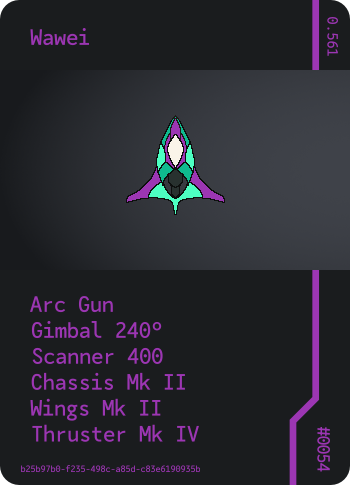 Wawei
0.561
Arc Gun
Gimbal 240°
Scanner 400
Chassis Mk II
Wings Mk II
Thruster Mk IV
#0054
b25b97b0-f235-498c-a85d-c83e6190935b